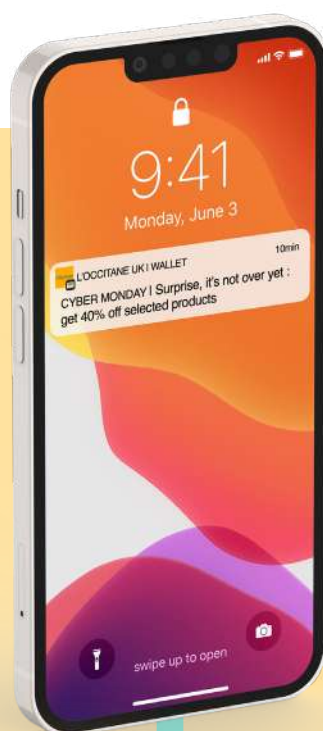 9:41
Monday, June 3
L'OCCITANE UK I WALLET
10min
CYBER MONDAY I Surprise, it's not over yet :
get 40% off selected products
swipe up to open